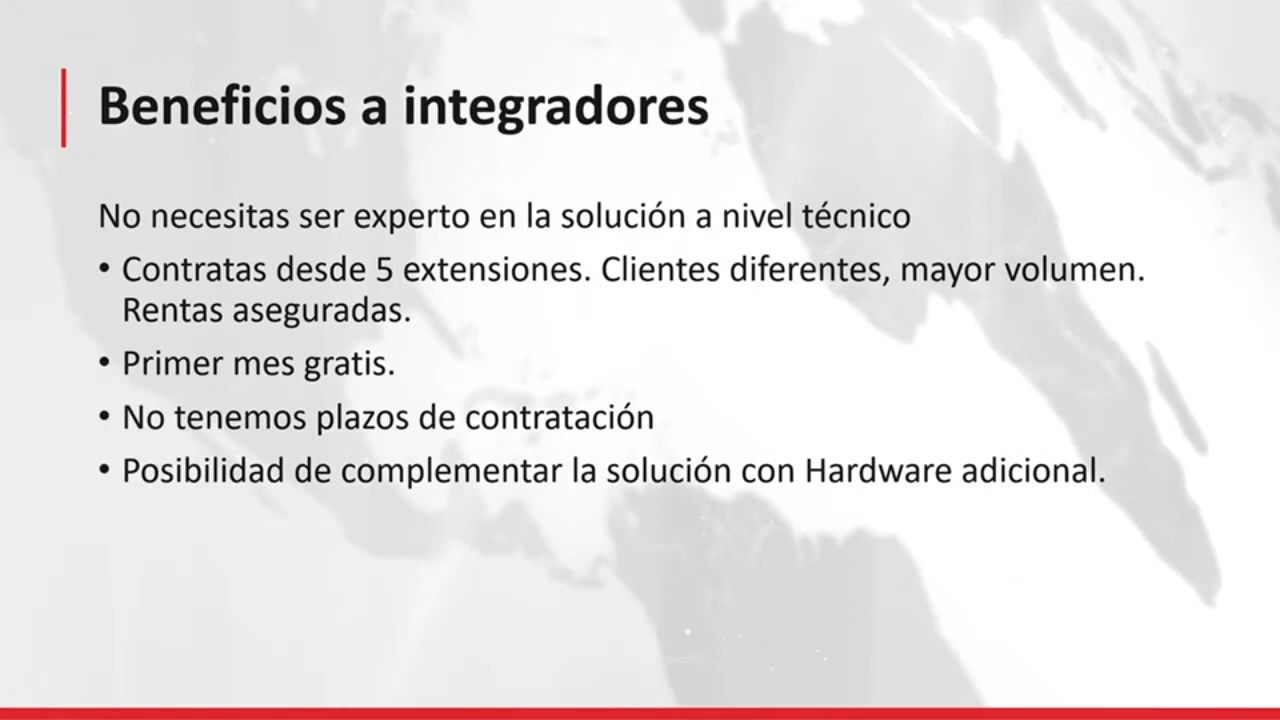 Beneficios a integradores
No necesitas ser experto en la solución a nivel técnico
• Contratas desde 5 extensiones. Clientes diferentes, mayor volumen.
Rentas aseguradas.
• Primer mes gratis.
• No tenemos plazos de contratación
• Posibilidad de complementar la solución con Hardware adicional.